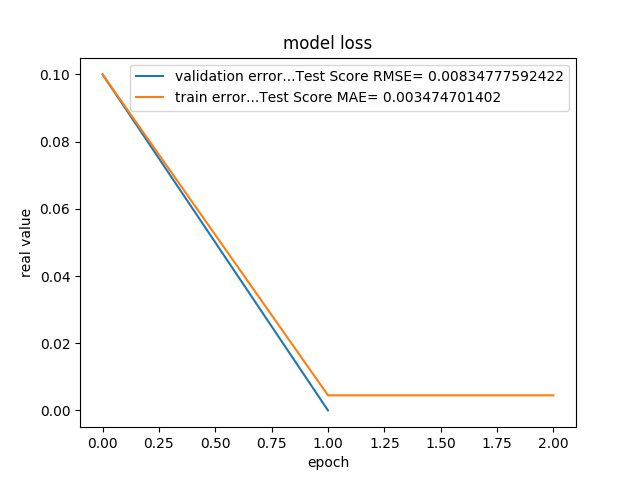 model loss
validation error...Test Score RMSE= 0.00834777592422
train error...Test Score MAE= 0.003474701402
0.10
0.08
0.06
0.04
0.02
0.00
real value
0.00 0.25 0.50 0.75 1.00 1.25 1.50 1.75 2.00
epoch